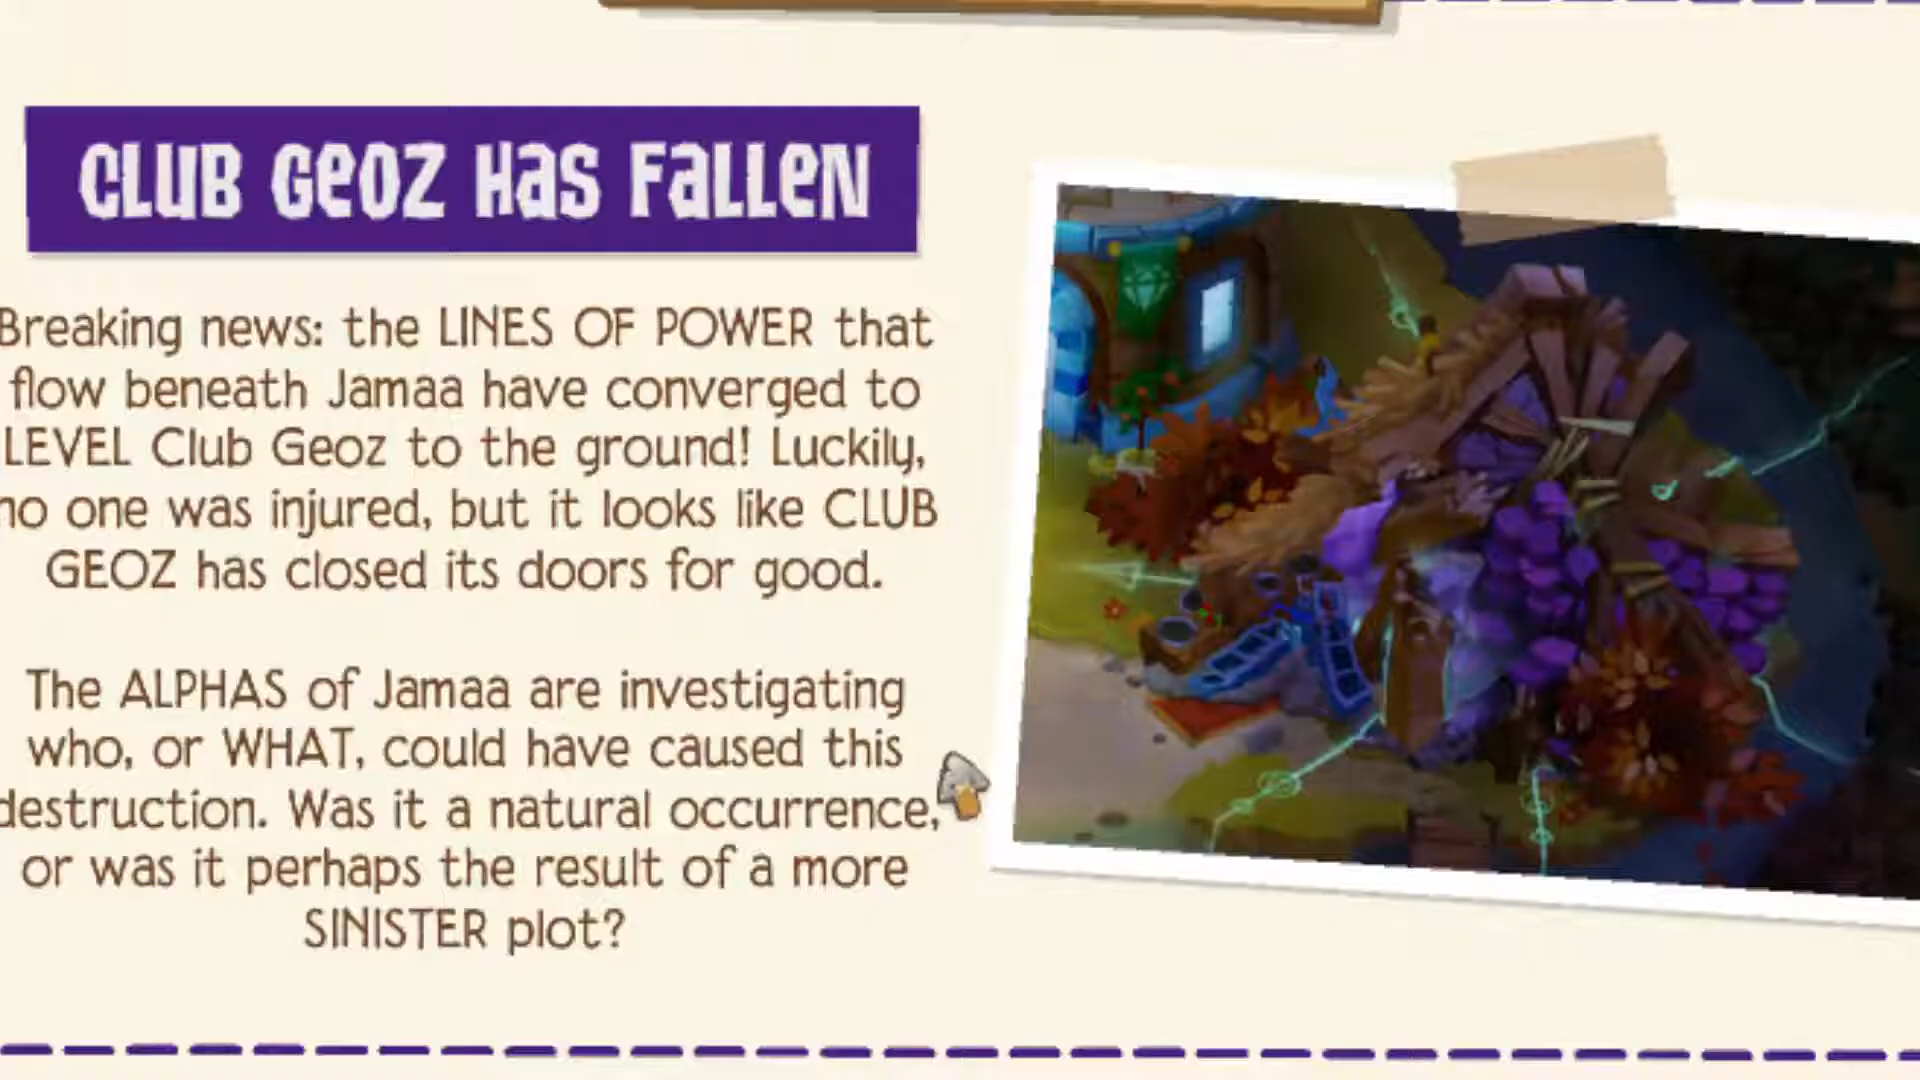 CLUB GEOZ HAS FALLEN
Breaking news: the LINES OF POWER that
flow beneath Jamaa have converged to
LEVEL Club Geoz to the ground! Luckily,
no one was injured, but it looks like CLUB
GEOZ has closed its doors for good.
The ALPHAS of Jamaa are investigating
who, or WHAT, could have caused this
destruction. Was it a natural occurrence,
or was it perhaps the result of a more
SINISTER plot?